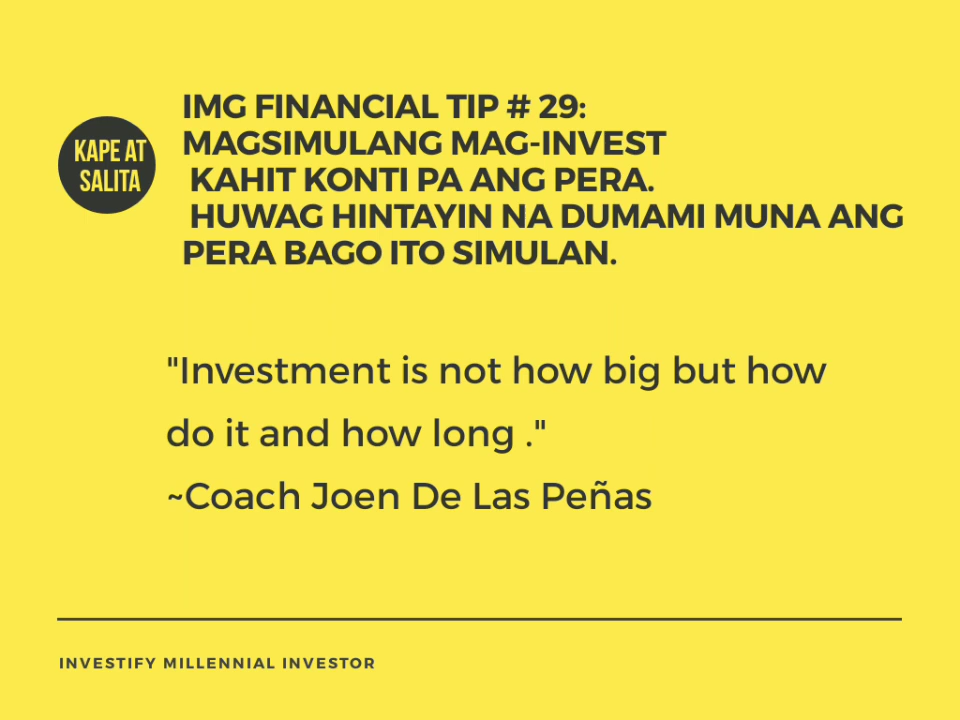 KAPE AT
SALITA
IMG FINANCIAL TIP # 29:
MAGSIMULANG MAG-INVEST
KAHIT KONTI PA ANG PERA.
HUWAG HINTAYIN NA DUMAMI MUNA ANG
PERA BAGO ITO SIMULAN.
"Investment is not how big but how
do it and how long ."
~Coach Joen De Las Peñas
INVESTIFY MILLENNIAL INVESTOR